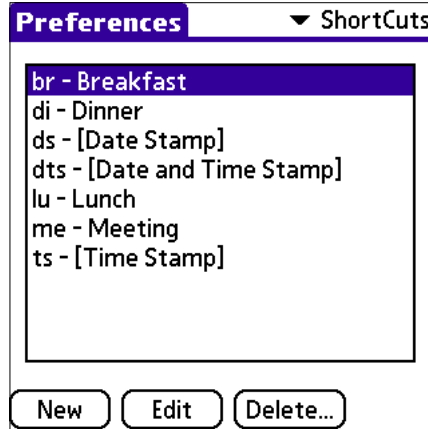 Preferences ShortCuts
br - Breakfast
di - Dinner
ds - [Date Stamp]
dts - [Date and Time Stamp]
lu - Lunch
me - Meeting
ts - [Time Stamp]
New Edit Delete...